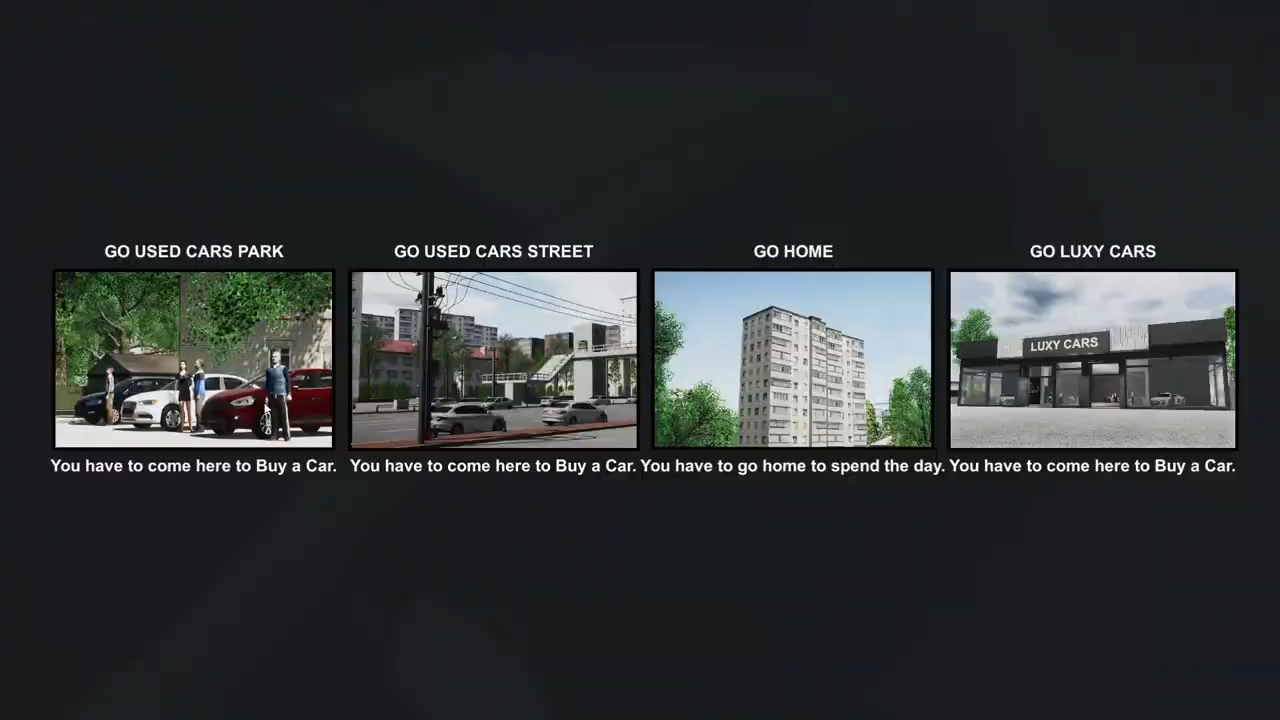 GO USED CARS PARK
GO USED CARS STREET
GO HOME
GO LUXY CARS
LUXY CARS
You have to come here to Buy a Car.
You have to come here to Buy a Car.
You have to go home to spend the day.
You have to come here to Buy a Car.